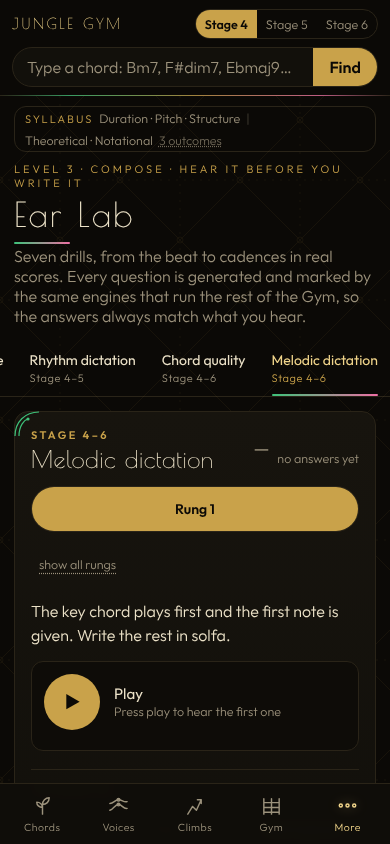 JUNGLE GYM
Stage 4 Stage 5 Stage 6
Type a chord: Bm7, F#dim7, Ebmaj9... Find
SYLLABUS Duration · Pitch · Structure |
Theoretical · Notational 3 outcomes
LEVEL 3 · COMPOSE · HEAR IT BEFORE YOU
WRITE IT
Ear Lab
Seven drills, from the beat to cadences in real
scores. Every question is generated and marked by
the same engines that run the rest of the Gym, so
the answers always match what you hear.
e Rhythm dictation Chord quality Melodic dictation
Stage 4–5 Stage 4–6 Stage 4–6
STAGE 4–6
Melodic dictation — no answers yet
Rung 1
show all rungs
The key chord plays first and the first note is
given. Write the rest in solfa.
Play
Press play to hear the first one
Chords Voices Climbs Gym More